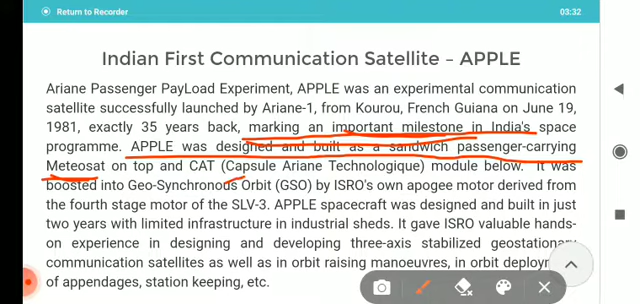 Return to Recorder
03:32
Indian First Communication Satellite – APPLE
Ariane Passenger PayLoad Experiment, APPLE was an experimental communication
satellite successfully launched by Ariane-1, from Kourou, French Guiana on June 19,
1981, exactly 35 years back, marking an important milestone in India's space
programme. APPLE was designed and built as a sandwich passenger-carrying
Meteosat on top and CAT (Capsule Ariane Technologique) module below. It was
boosted into Geo-Synchronous Orbit (GSO) by ISRO's own apogee motor derived from
the fourth stage motor of the SLV-3. APPLE spacecraft was designed and built in just
two years with limited infrastructure in industrial sheds. It gave ISRO valuable hands-
on experience in designing and developing three-axis stabilized geostationary
communication satellites as well as in orbit raising manoeuvres, in orbit
of appendages, station keeping, etc.